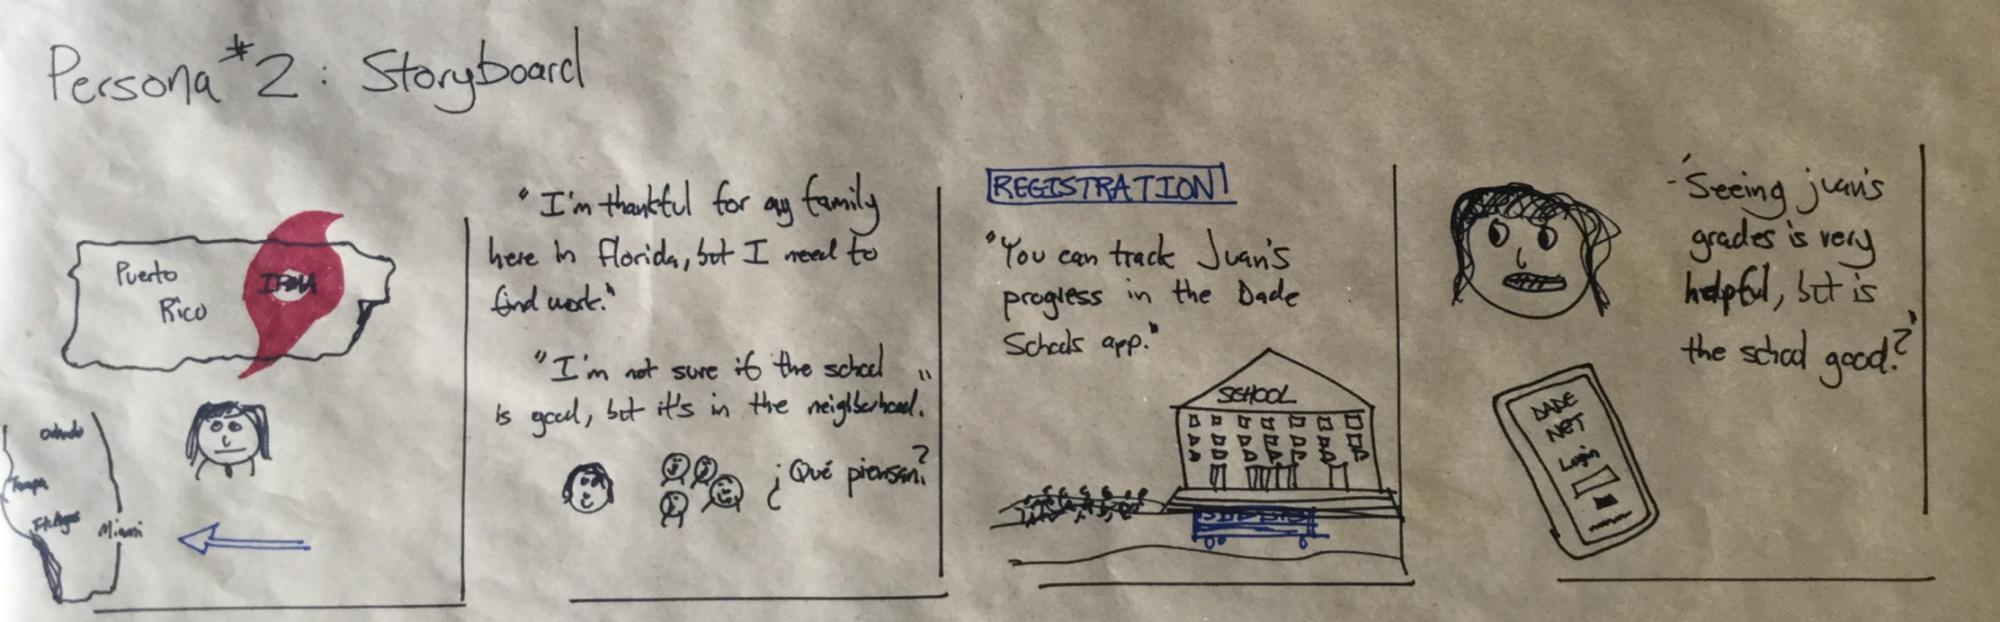 Persona #2: Storyboard
Puerto
Rico
IRMA
Orlando
Tampa
Ft. Myers
Miami
"I'm thankful for my family
here in Florida, but I need to
find work."
"I'm not sure if the school
is good, but it's in the neighborhood."
¿Qué piensan?
REGISTRATION
"You can track Juan's
progress in the Dade
Schools app."
SCHOOL
"Seeing juan's
grades is very
helpful, but is
the school good?"
DADE
NET
Login